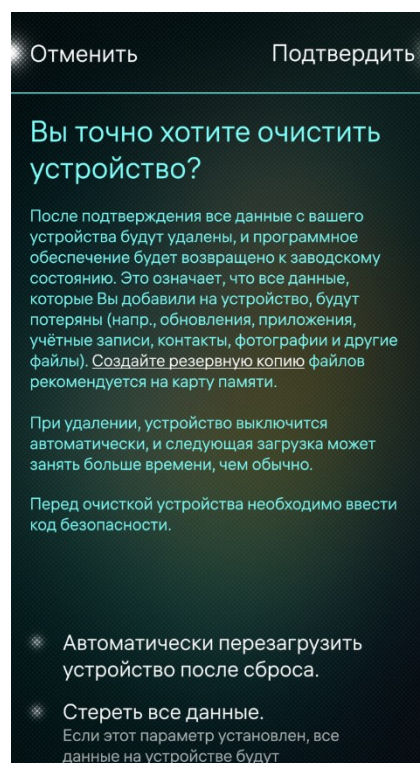 Отменить Подтвердить
Вы точно хотите очистить
устройство?
После подтверждения все данные с вашего
устройства будут удалены, и программное
обеспечение будет возвращено к заводскому
состоянию. Это означает, что все данные,
которые Вы добавили на устройство, будут
потеряны (напр., обновления, приложения,
учётные записи, контакты, фотографии и другие
файлы). Создайте резервную копию файлов
рекомендуется на карту памяти.
При удалении, устройство выключится
автоматически, и следующая загрузка может
занять больше времени, чем обычно.
Перед очисткой устройства необходимо ввести
код безопасности.
Автоматически перезагрузить
устройство после сброса.
Стереть все данные.
Если этот параметр установлен, все
данные на устройстве будут